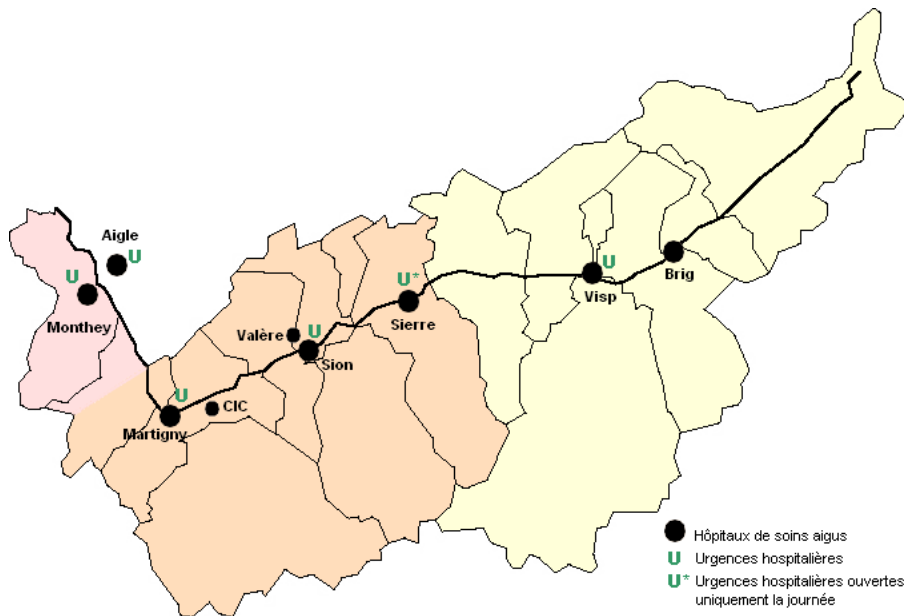 Aigle
U
U
Monthey
U*
Sierre
U
Visp
Brig
Valère
U
Sion
U
CIC
Martigny
Hôpitaux de soins aigus
U Urgences hospitalières
U* Urgences hospitalières ouvertes
uniquement la journée